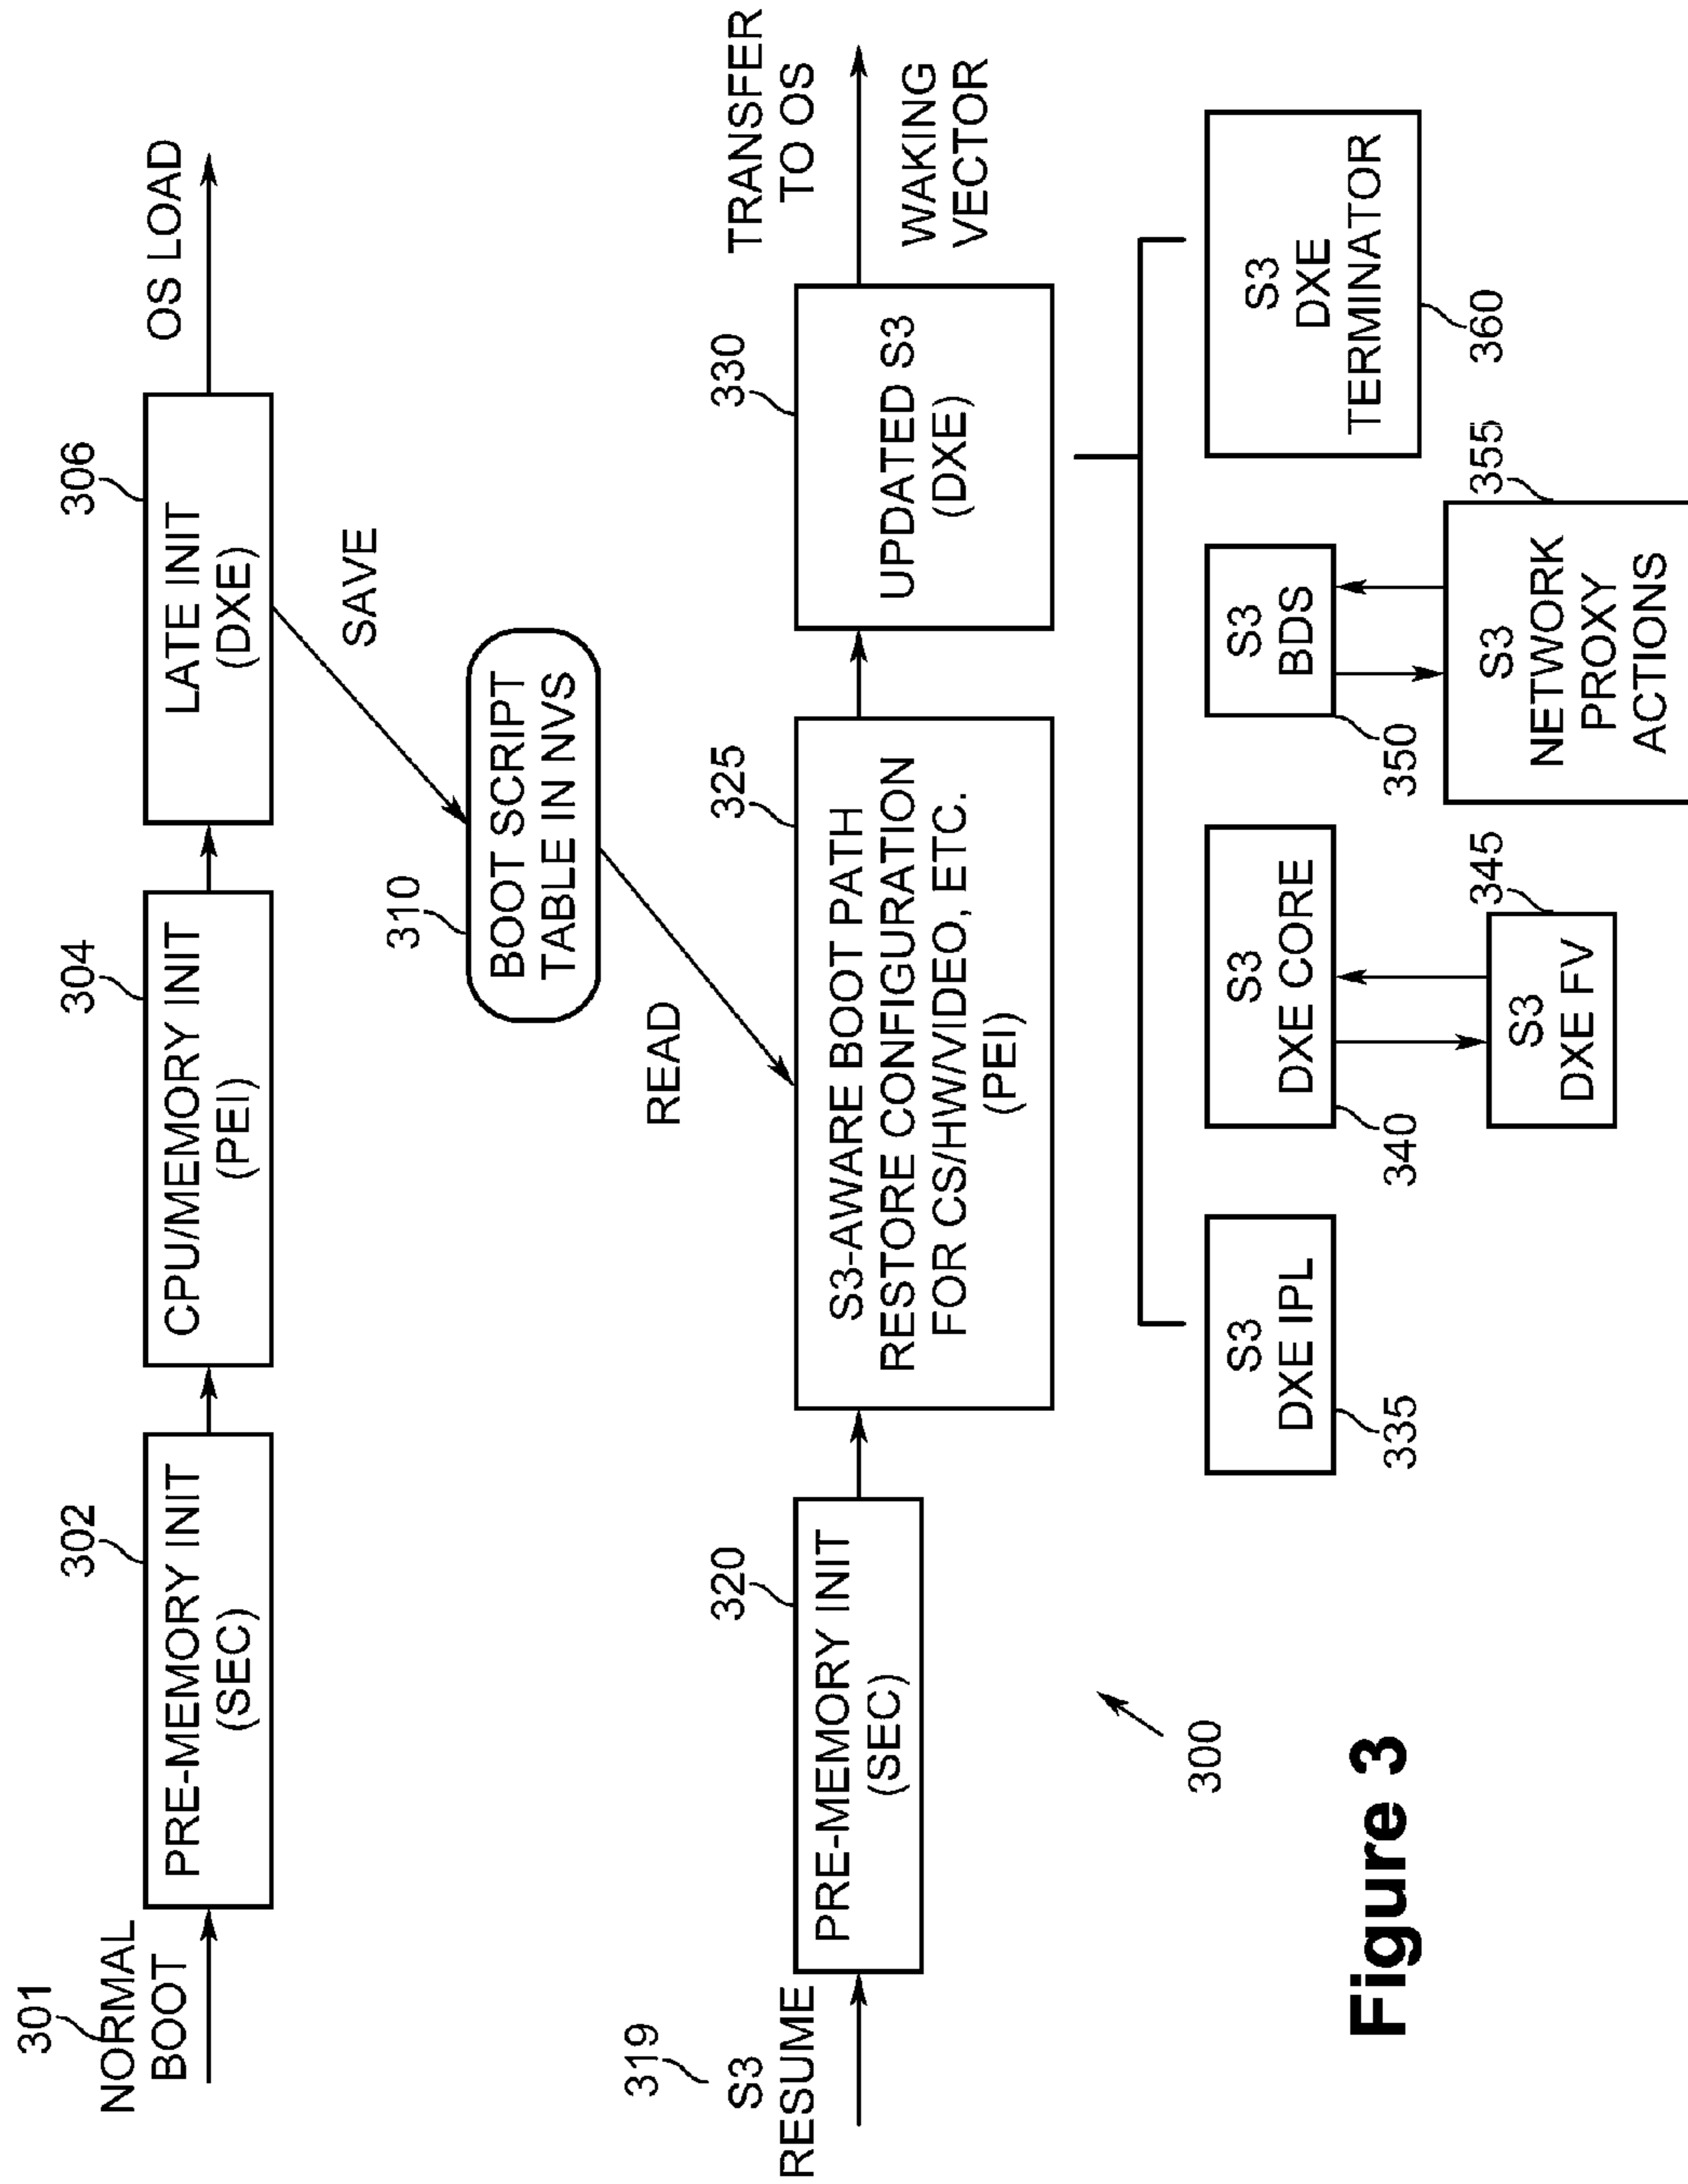 301
NORMAL
BOOT
302
PRE-MEMORY INIT
(SEC)
304
CPU/MEMORY INIT
(PEI)
306
LATE INIT
(DXE)
OS LOAD
SAVE
310
BOOT SCRIPT
TABLE IN NVS
READ
319
S3
RESUME
320
PRE-MEMORY INIT
(SEC)
325
S3-AWARE BOOT PATH
RESTORE CONFIGURATION
FOR CS/HW/VIDEO, ETC.
(PEI)
330
UPDATED S3
(DXE)
TRANSFER
TO OS
WAKING
VECTOR
300
S3
DXE IPL
335
S3
DXE CORE
340
345
S3
DXE FV
S3
BDS
350
355
S3
NETWORK
PROXY
ACTIONS
S3
DXE
TERMINATOR
360
Figure 3